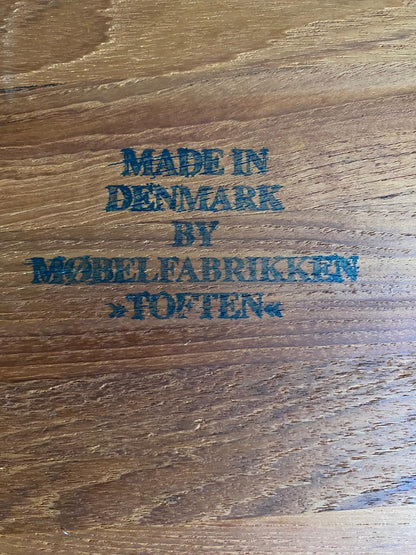 MADE IN
DENMARK
BY
MØBELFABRIKKEN
»TOFTEN«